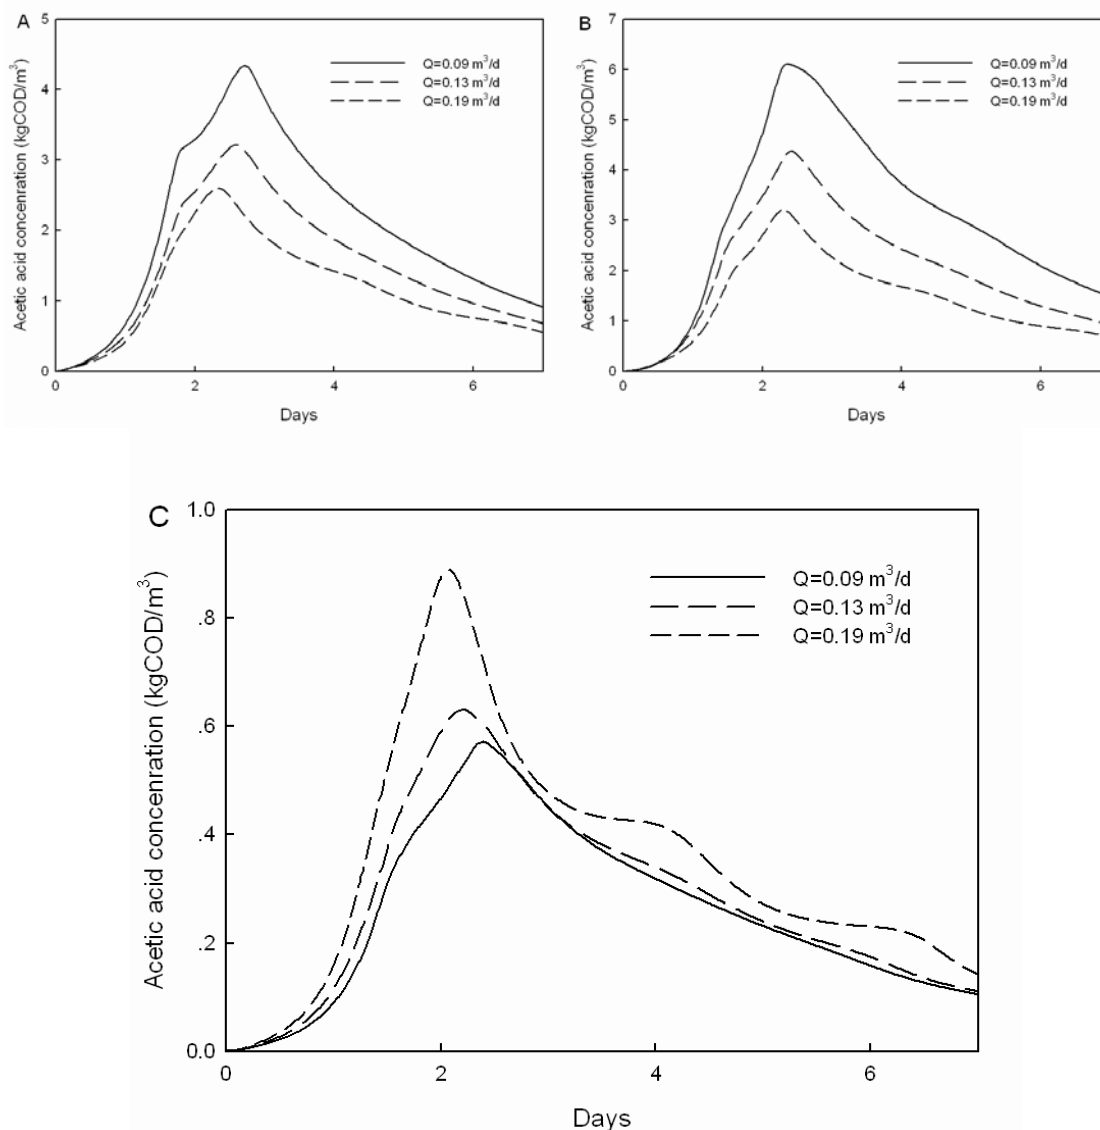 A
5
4
3
2
1
0
Acetic acid concenration (kgCOD/m³)
Q=0.09 m³/d
Q=0.13 m³/d
Q=0.19 m³/d
0 2 4 6
Days
B
7
6
5
4
3
2
1
0
Acetic acid concenration (kgCOD/m³)
Q=0.09 m³/d
Q=0.13 m³/d
Q=0.19 m³/d
0 2 4 6
Days
C
1.0
.8
.6
.4
.2
0.0
Acetic acid concenration (kgCOD/m³)
Q=0.09 m³/d
Q=0.13 m³/d
Q=0.19 m³/d
0 2 4 6
Days